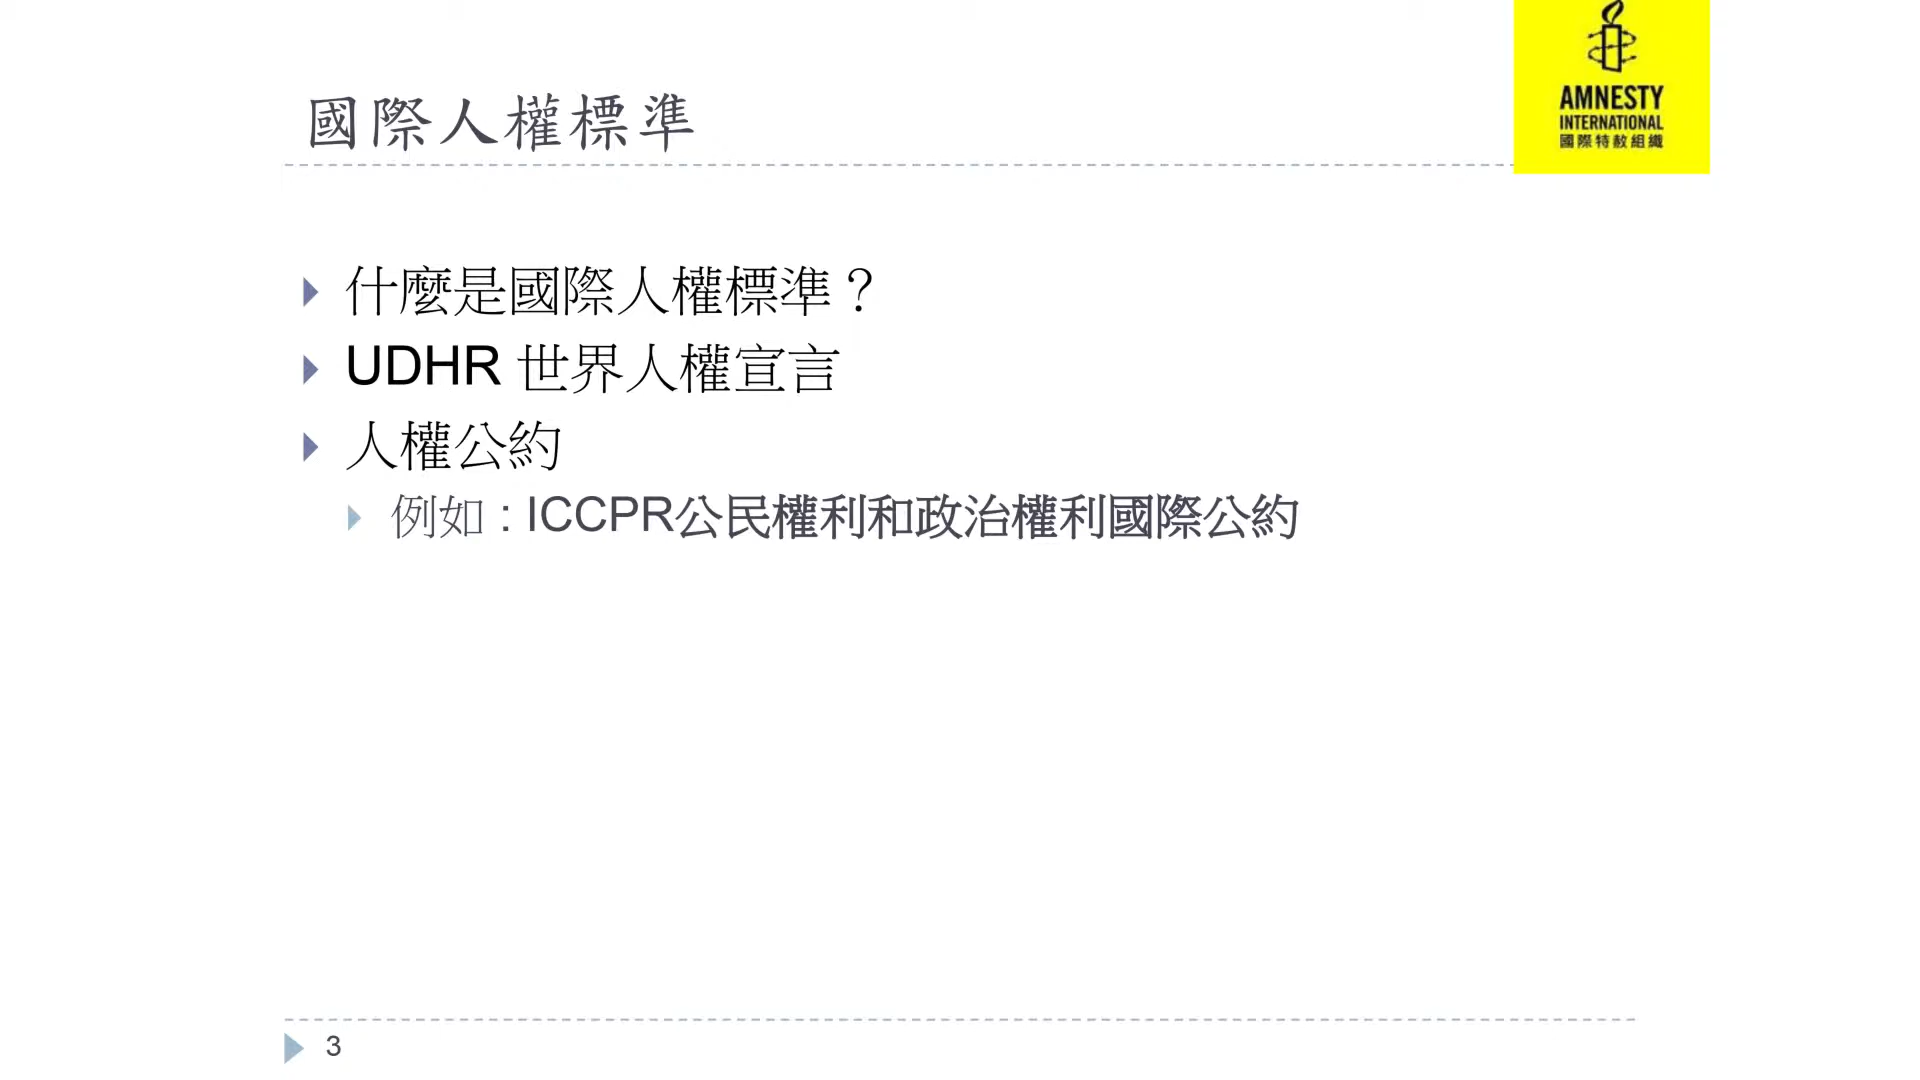 國際人權標準
AMNESTY
INTERNATIONAL
國際特赦組織
什麼是國際人權標準？
UDHR 世界人權宣言
人權公約
例如 : ICCPR公民權利和政治權利國際公約
3